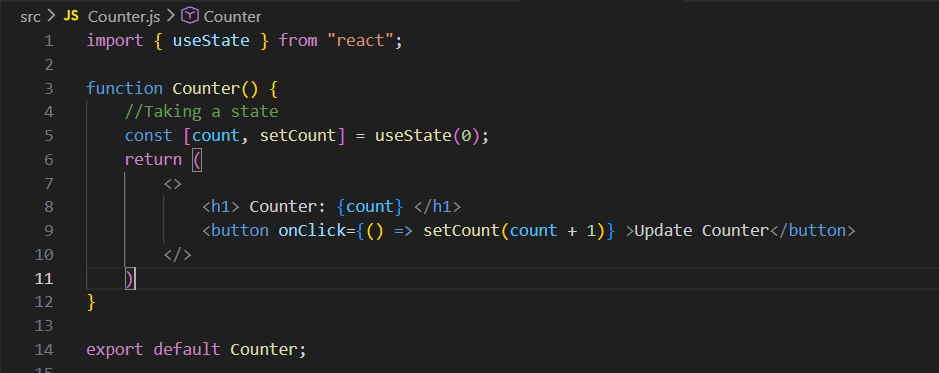 src > JS Counter.js > Counter
1 import { useState } from "react";
2
3 function Counter() {
4     //Taking a state
5     const [count, setCount] = useState(0);
6     return (
7         <>
8             <h1> Counter: {count} </h1>
9             <button onClick={() => setCount(count + 1)} >Update Counter</button>
10         </>
11     )
12 }
13
14 export default Counter;
15